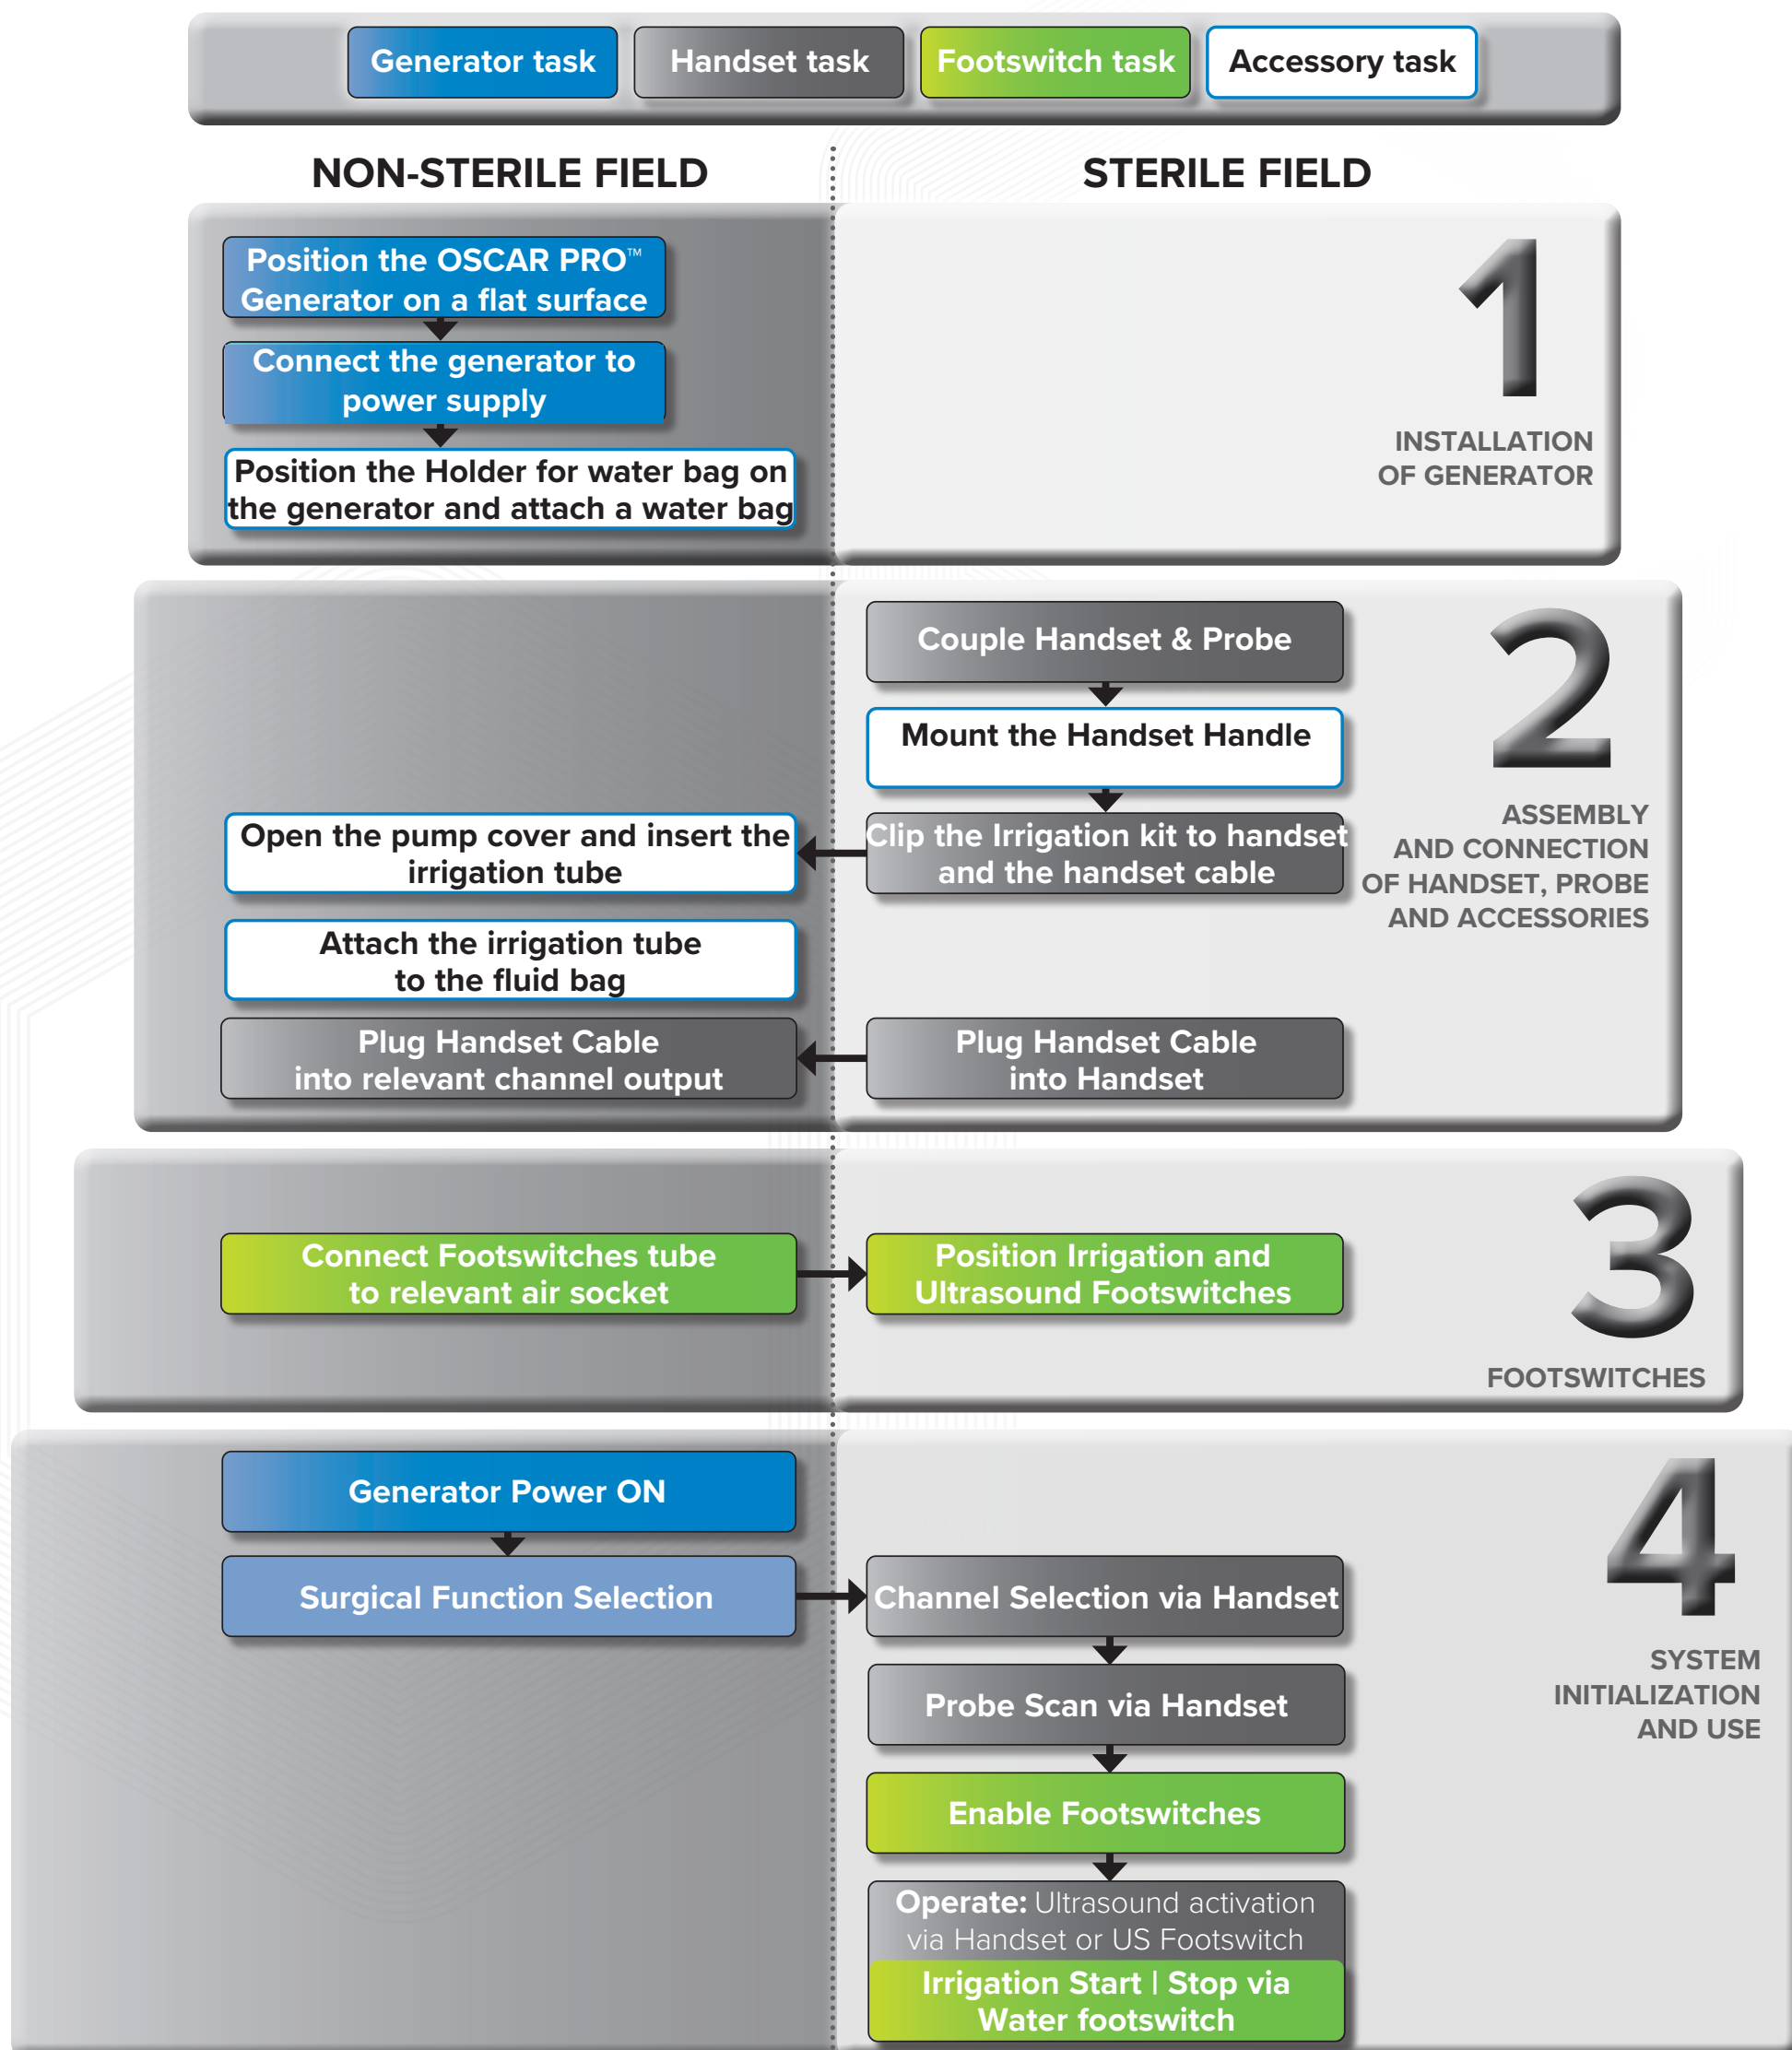 Generator task
Handset task
Footswitch task
Accessory task
NON-STERILE FIELD
STERILE FIELD
Position the OSCAR PRO™
Generator on a flat surface
Connect the generator to
power supply
Position the Holder for water bag on
the generator and attach a water bag
1
INSTALLATION
OF GENERATOR
Couple Handset & Probe
Mount the Handset Handle
Clip the Irrigation kit to handset
and the handset cable
Open the pump cover and insert the
irrigation tube
Attach the irrigation tube
to the fluid bag
Plug Handset Cable
into relevant channel output
Plug Handset Cable
into Handset
2
ASSEMBLY
AND CONNECTION
OF HANDSET, PROBE
AND ACCESSORIES
Connect Footswitches tube
to relevant air socket
Position Irrigation and
Ultrasound Footswitches
3
FOOTSWITCHES
Generator Power ON
Surgical Function Selection
Channel Selection via Handset
Probe Scan via Handset
Enable Footswitches
Operate: Ultrasound activation
via Handset or US Footswitch
Irrigation Start | Stop via
Water footswitch
4
SYSTEM
INITIALIZATION
AND USE